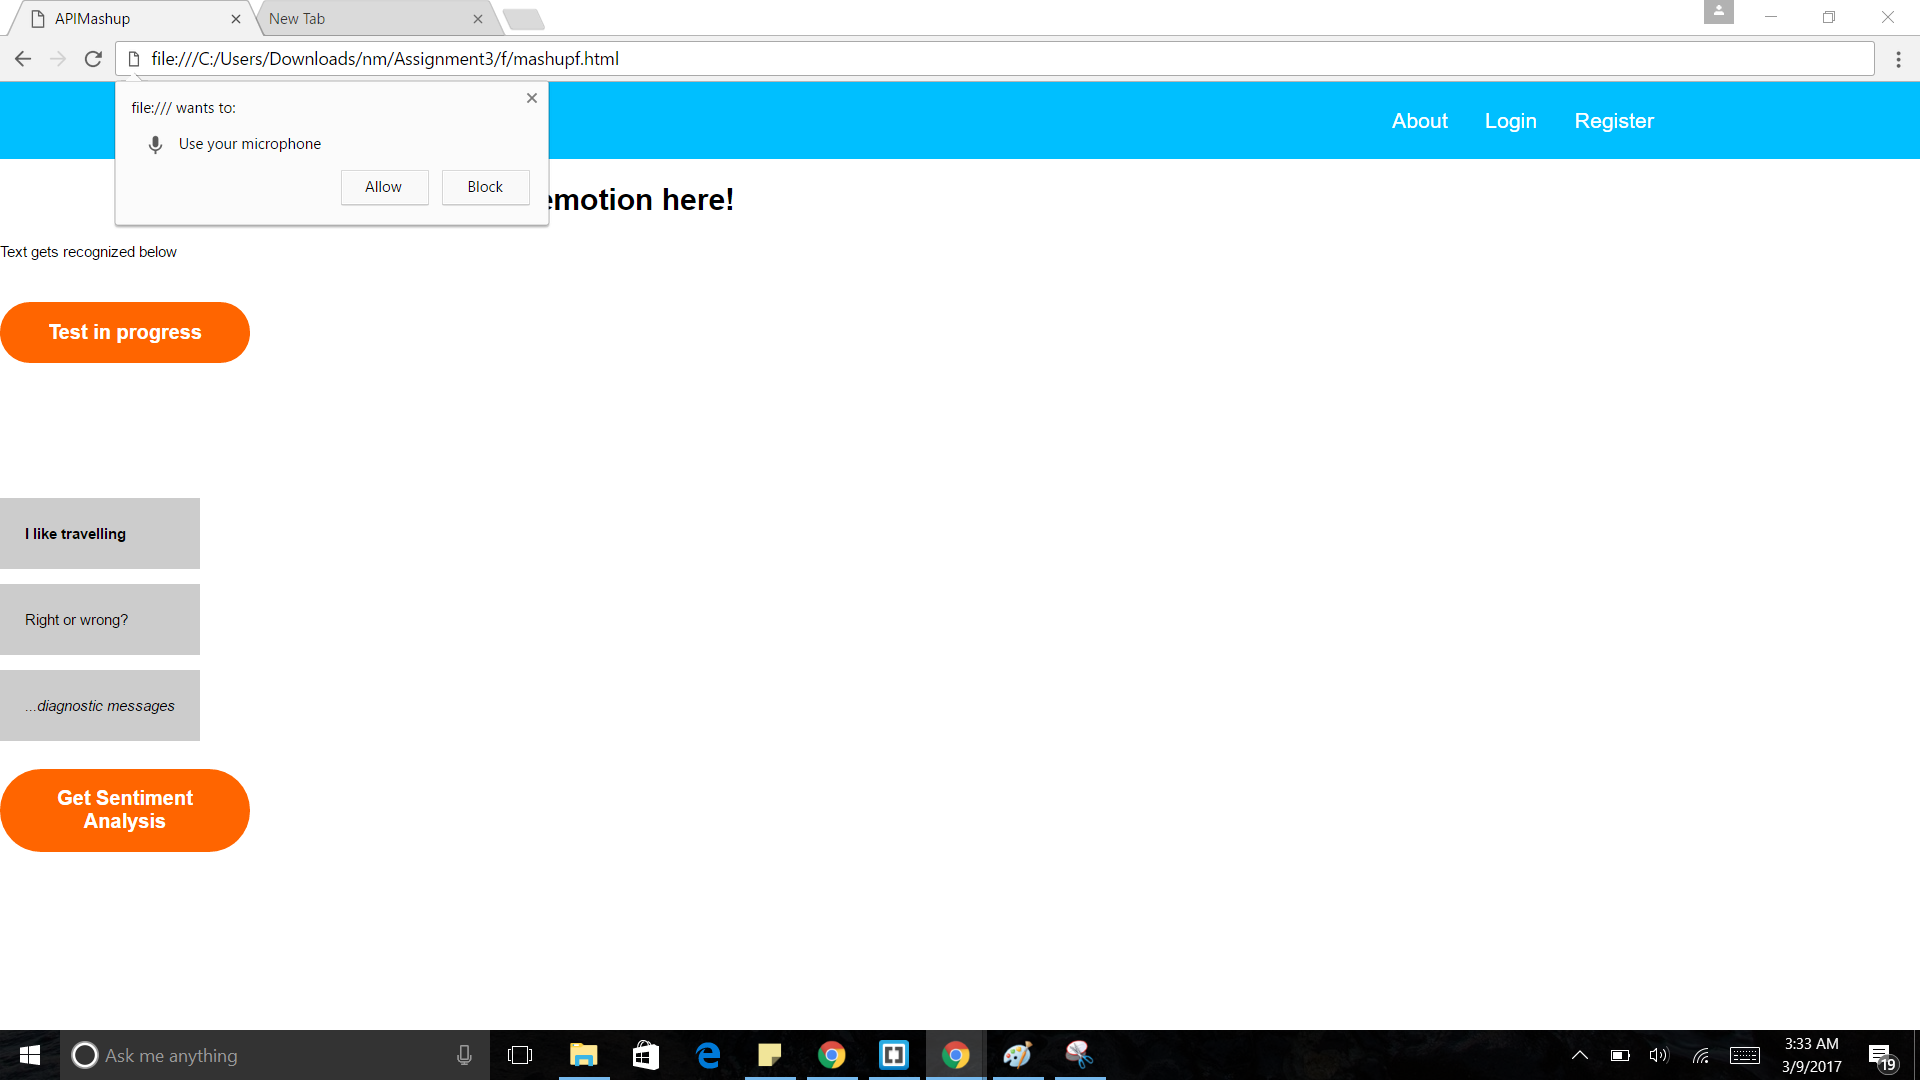 APIMashup
New Tab
file:///C:/Users/Downloads/nm/Assignment3/f/mashupf.html
file:/// wants to:
Use your microphone
Allow
Block
About
Login
Register
emotion here!
Text gets recognized below
Test in progress
I like travelling
Right or wrong?
...diagnostic messages
Get Sentiment
Analysis
Ask me anything
3:33 AM
3/9/2017
19